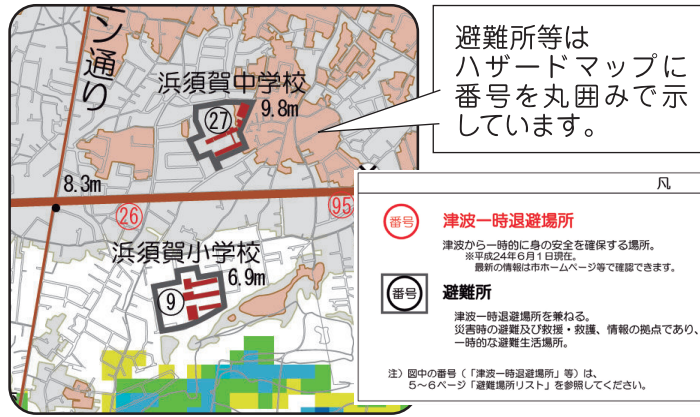 ン通り
浜須賀中学校
㉗
9.8m
8.3m
㉖
95
浜須賀小学校
6.9m
⑨
避難所等は
ハザードマップに
番号を丸囲みで示
しています。
凡
番号 津波一時退避場所
津波から一時的に身の安全を確保する場所。
※平成24年6月1日現在。
最新の情報は市ホームページ等で確認できます。
番号 避難所
津波一時退避場所を兼ねる。
災害時の避難及び救援・救護、情報の拠点であり、
一時的な避難生活場所。
注）図中の番号（「津波一時退避場所」等）は、
5～6ページ「避難場所リスト」を参照してください。